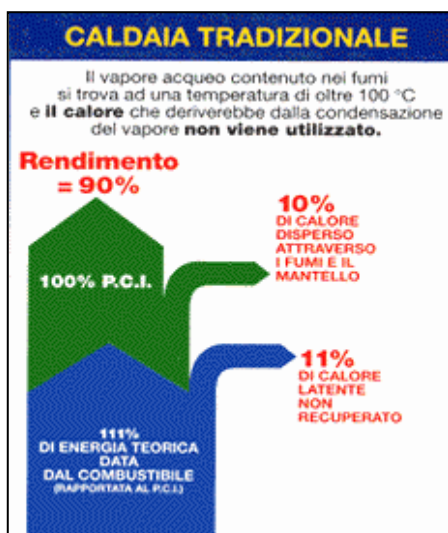 CALDAIA TRADIZIONALE
Il vapore acqueo contenuto nei fumi
si trova ad una temperatura di oltre 100 °C
e il calore che deriverebbe dalla condensazione
del vapore non viene utilizzato.
Rendimento
= 90%
10%
DI CALORE
DISPERSO
ATTRAVERSO
I FUMI E IL
MANTELLO
100% P.C.I.
11%
DI CALORE
LATENTE
NON
RECUPERATO
111%
DI ENERGIA TEORICA
DATA
DAL COMBUSTIBILE
(RAPPORTATA AL P.C.I.)